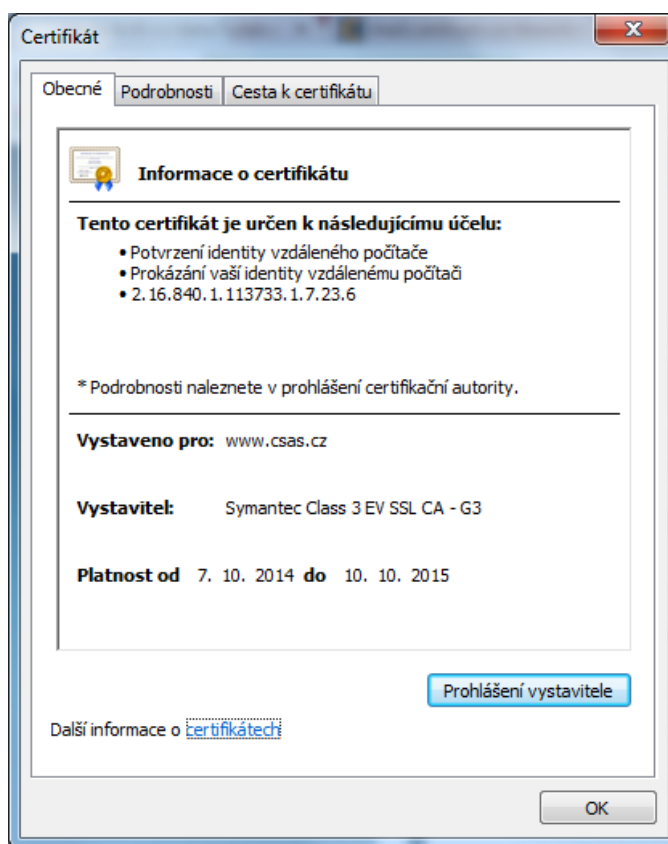 Certifikát
Obecné Podrobnosti Cesta k certifikátu
Informace o certifikátu
Tento certifikát je určen k následujícímu účelu:
• Potvrzení identity vzdáleného počítače
• Prokázání vaší identity vzdálenému počítači
• 2.16.840.1.113733.1.7.23.6
* Podrobnosti naleznete v prohlášení certifikační autority.
Vystaveno pro: www.csas.cz
Vystavitel: Symantec Class 3 EV SSL CA - G3
Platnost od 7. 10. 2014 do 10. 10. 2015
Prohlášení vystavitele
Další informace o certifikátech
OK